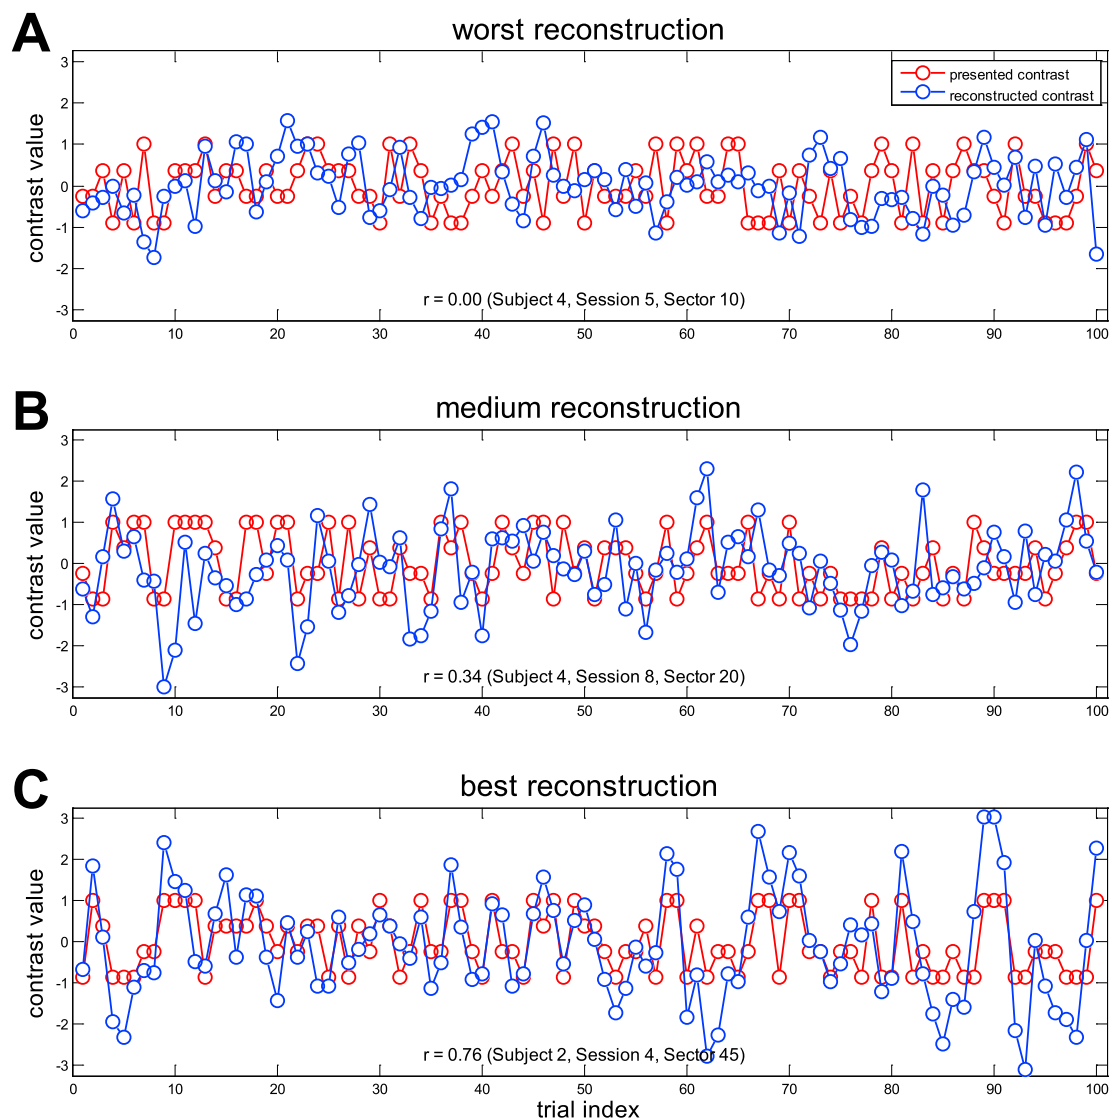 A
worst reconstruction
contrast value
3
2
1
0
-1
-2
-3
presented contrast
reconstructed contrast
r = 0.00 (Subject 4, Session 5, Sector 10)
0 10 20 30 40 50 60 70 80 90 100
B
medium reconstruction
contrast value
3
2
1
0
-1
-2
-3
r = 0.34 (Subject 4, Session 8, Sector 20)
0 10 20 30 40 50 60 70 80 90 100
C
best reconstruction
contrast value
3
2
1
0
-1
-2
-3
r = 0.76 (Subject 2, Session 4, Sector 45)
0 10 20 30 40 50 60 70 80 90 100
trial index